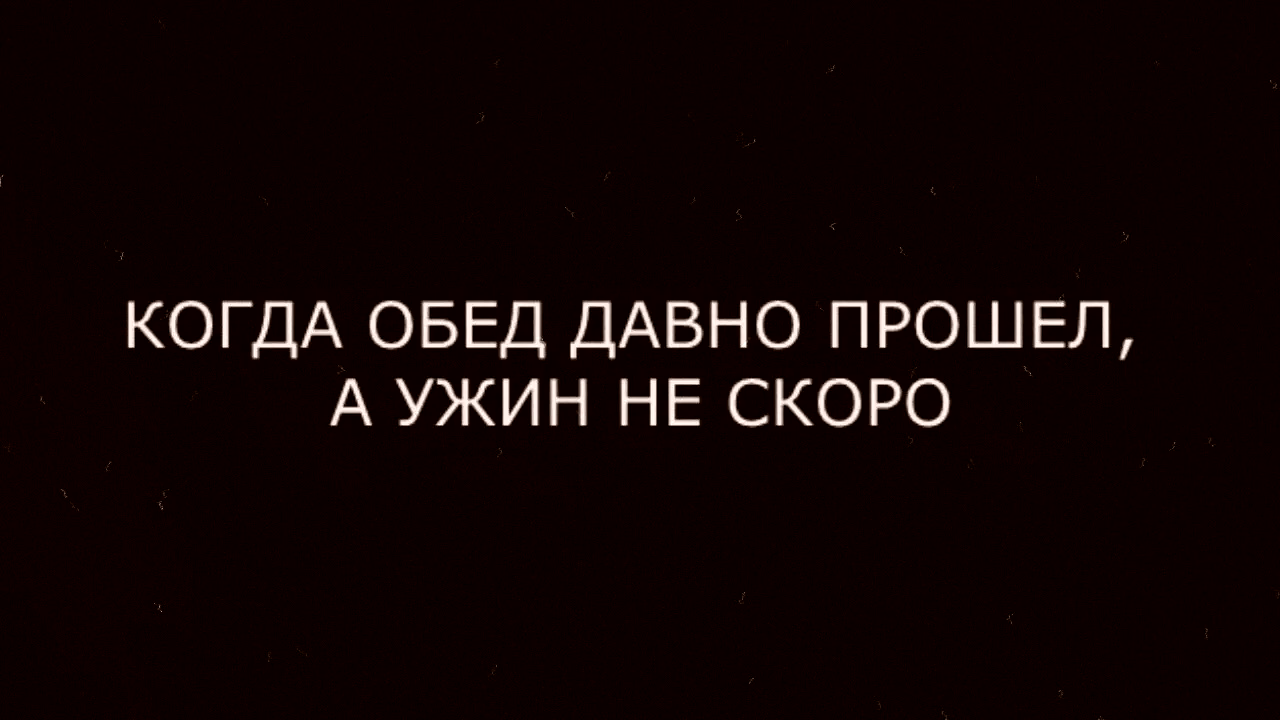 КОГДА ОБЕД ДАВНО ПРОШЕЛ,
А УЖИН НЕ СКОРО